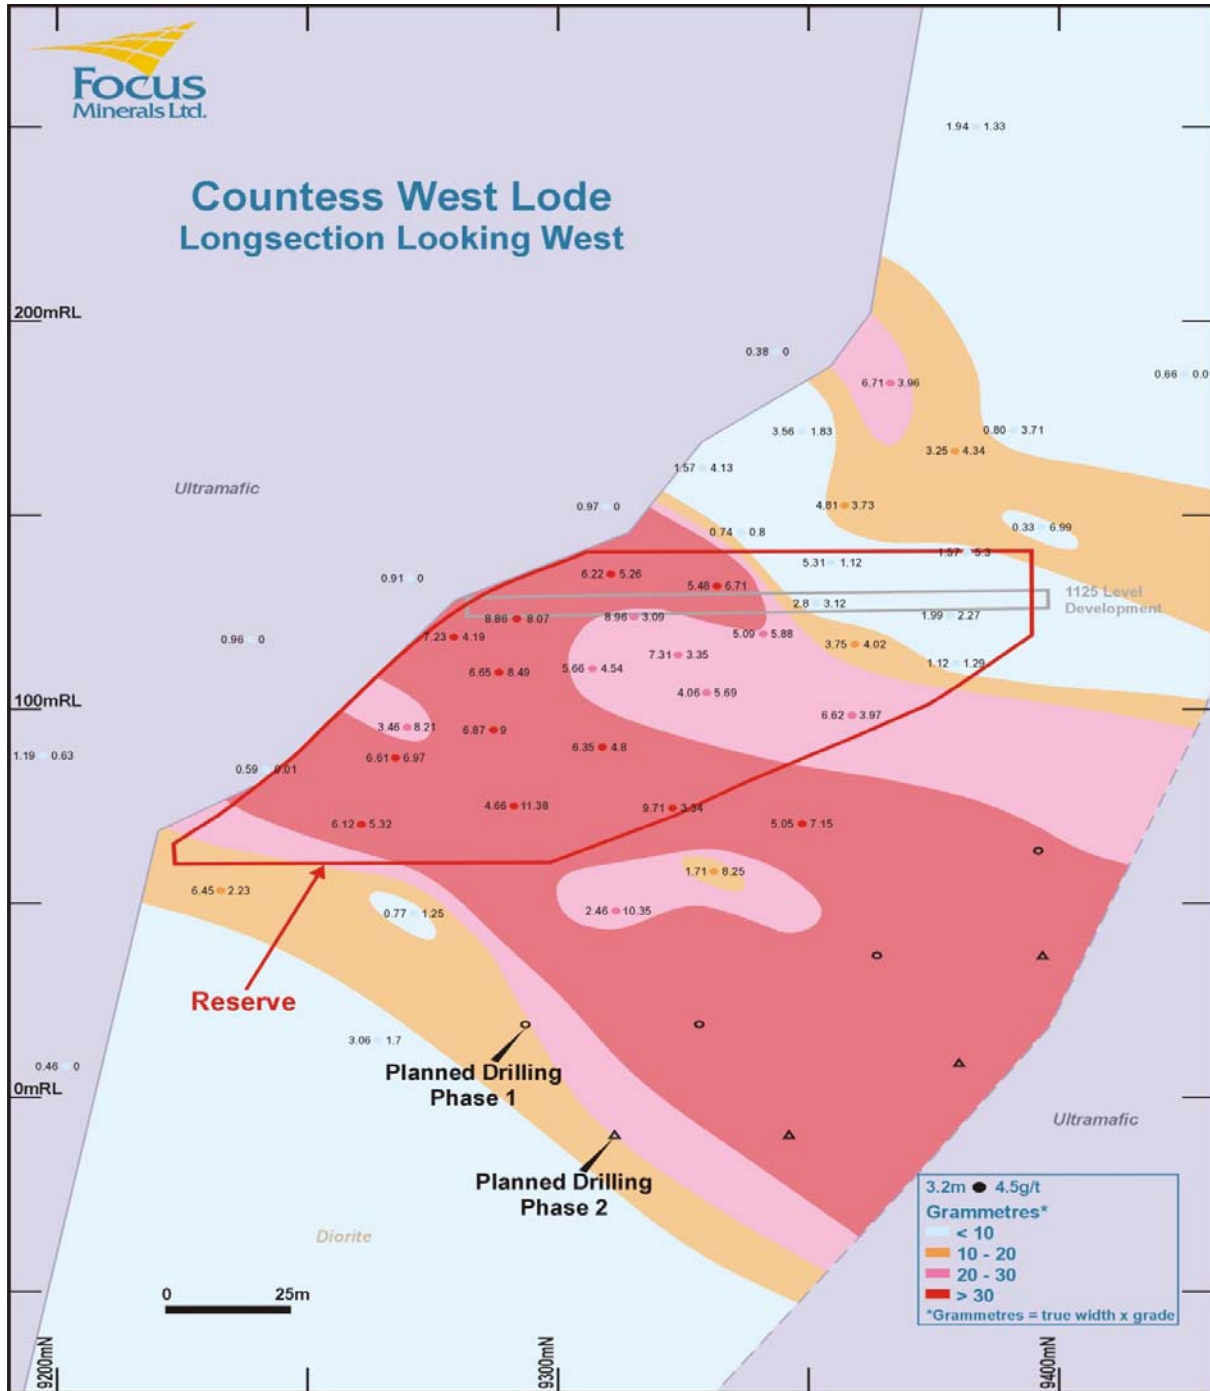 Focus
Minerals Ltd.
1.94 1.33
Countess West Lode
Longsection Looking West
200mRL
0.38 0
0.66 0.0
6.71 3.96
3.56 1.83
0.80 3.71
3.25 4.34
1.57 4.13
Ultramafic
0.97 0
4.81 3.73
0.33 6.99
0.74 0.8
1.57 5.3
5.31 1.12
6.22 5.26
0.91 0
5.48 6.71
1125 Level
Development
2.8 3.12
1.99 2.27
8.86 8.07
8.96 3.09
7.23 4.19
5.09 5.88
0.96 0
3.75 4.02
7.31 3.35
1.12 1.29
6.65 8.49
5.66 4.54
4.06 5.69
100mRL
6.62 3.97
3.46 8.21
6.87 9
6.35 4.8
1.19 0.63
6.61 6.97
0.59 0.01
4.66 11.38
9.71 3.34
6.12 5.32
5.05 7.15
1.71 8.25
6.45 2.23
2.46 10.35
0.77 1.25
Reserve
3.06 1.7
0.46 0
Planned Drilling
Phase 1
0mRL
Ultramafic
Planned Drilling
Phase 2
3.2m 4.5g/t
Grammetres*
< 10
10 - 20
20 - 30
> 30
*Grammetres = true width x grade
Diorite
0 25m
9200mN
9300mN
9400mN